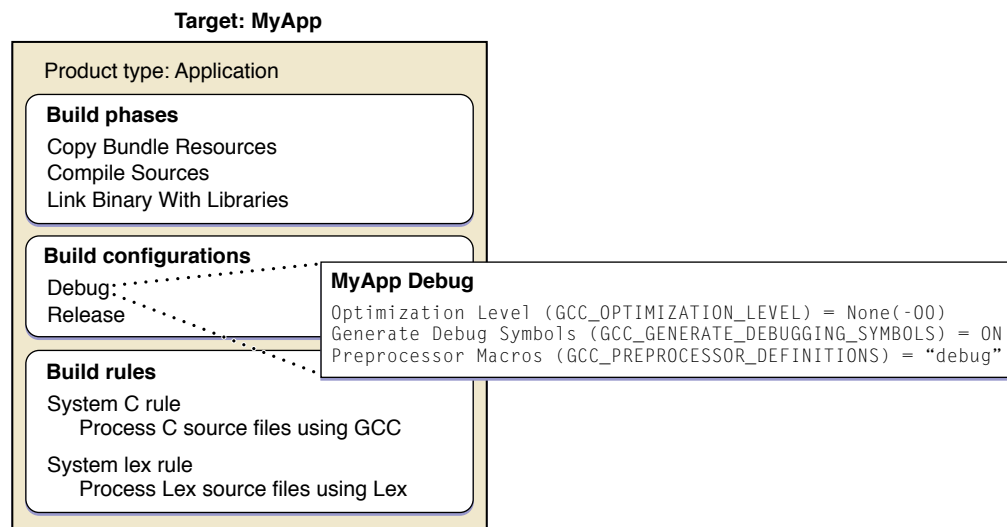 Target: MyApp
Product type: Application
Build phases
Copy Bundle Resources
Compile Sources
Link Binary With Libraries
Build configurations
Debug
Release
MyApp Debug
Optimization Level (GCC_OPTIMIZATION_LEVEL) = None(-O0)
Generate Debug Symbols (GCC_GENERATE_DEBUGGING_SYMBOLS) = ON
Preprocessor Macros (GCC_PREPROCESSOR_DEFINITIONS) = “debug”
Build rules
System C rule
Process C source files using GCC
System lex rule
Process Lex source files using Lex